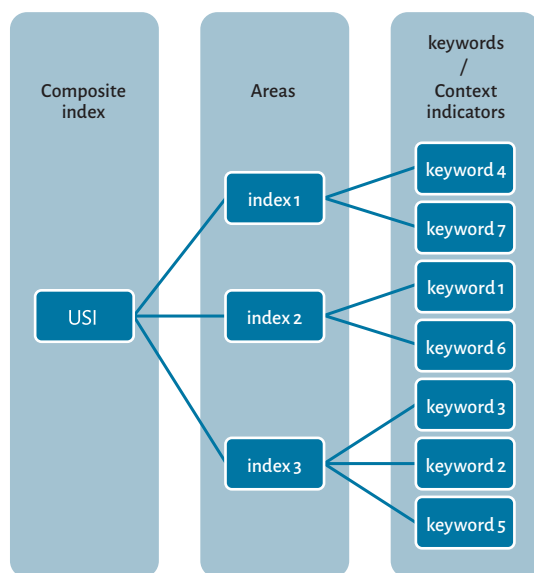 Composite
index
Areas
keywords
/
Context
indicators
USI
index 1
index 2
index 3
keyword 4
keyword 7
keyword 1
keyword 6
keyword 3
keyword 2
keyword 5